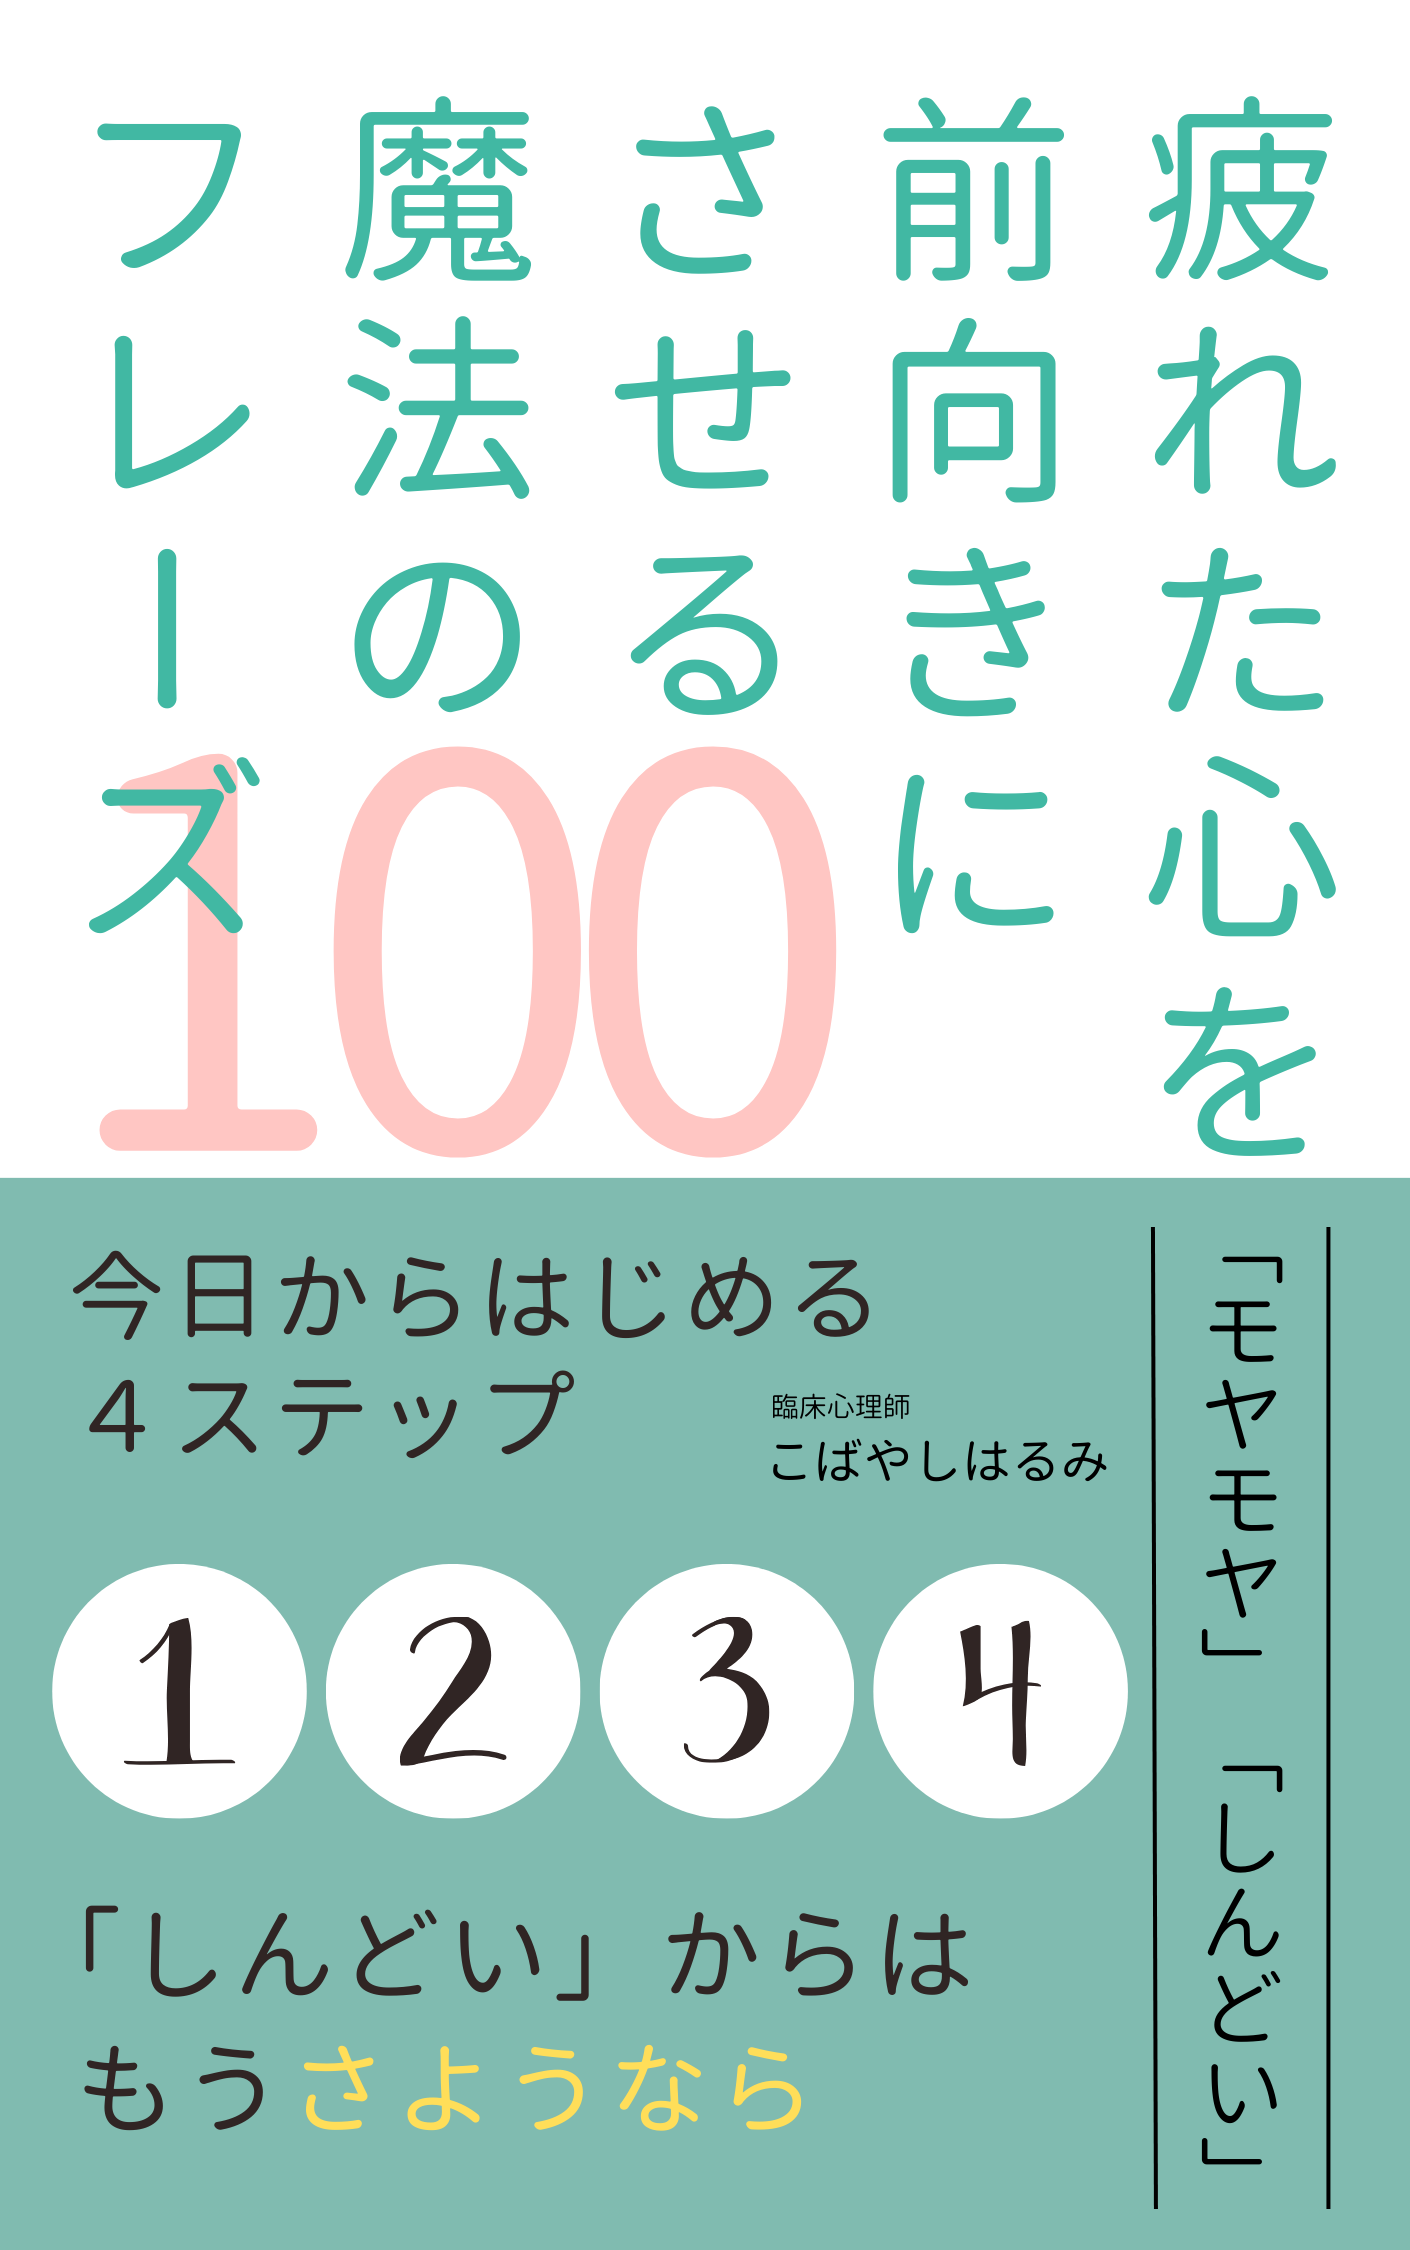 疲れた心を
前向きに
させる
魔法の
フレーズ
100
今日からはじめる
4ステップ
臨床心理師
こばやしはるみ
1 2 3 4
「しんどい」からは
もうさようなら
「モヤモヤ」「しんどい」